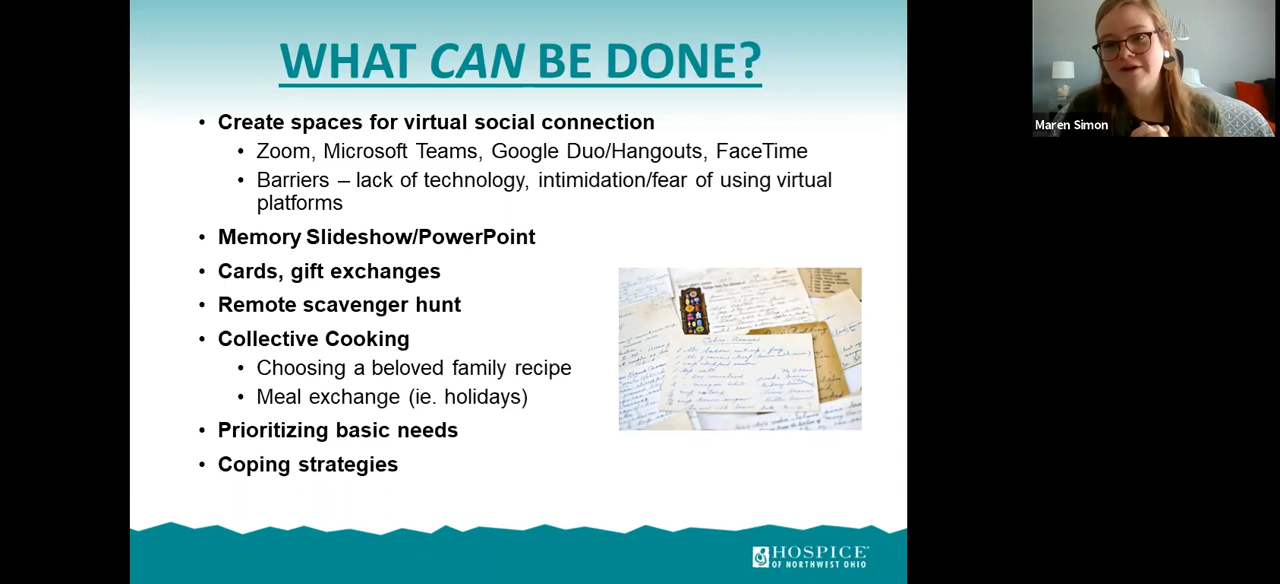 WHAT CAN BE DONE?
• Create spaces for virtual social connection
• Zoom, Microsoft Teams, Google Duo/Hangouts, FaceTime
• Barriers – lack of technology, intimidation/fear of using virtual
platforms
• Memory Slideshow/PowerPoint
• Cards, gift exchanges
• Remote scavenger hunt
• Collective Cooking
• Choosing a beloved family recipe
• Meal exchange (ie. holidays)
• Prioritizing basic needs
• Coping strategies
HOSPICE™
OF NORTHWEST OHIO
Maren Simon